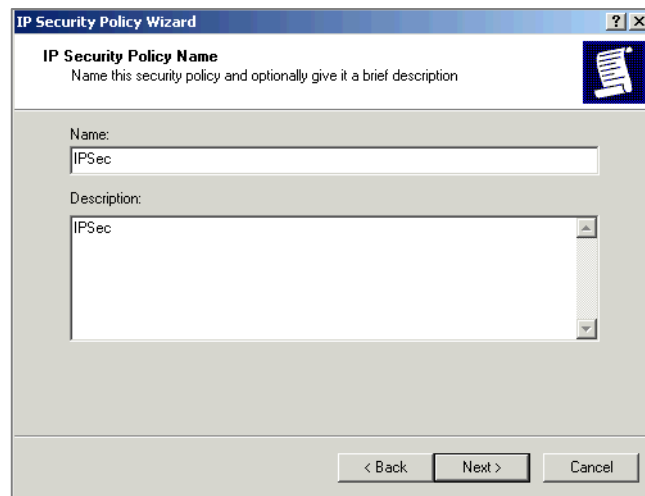 IP Security Policy Wizard
IP Security Policy Name
Name this security policy and optionally give it a brief description
Name:
IPSec
Description:
IPSec
< Back Next > Cancel